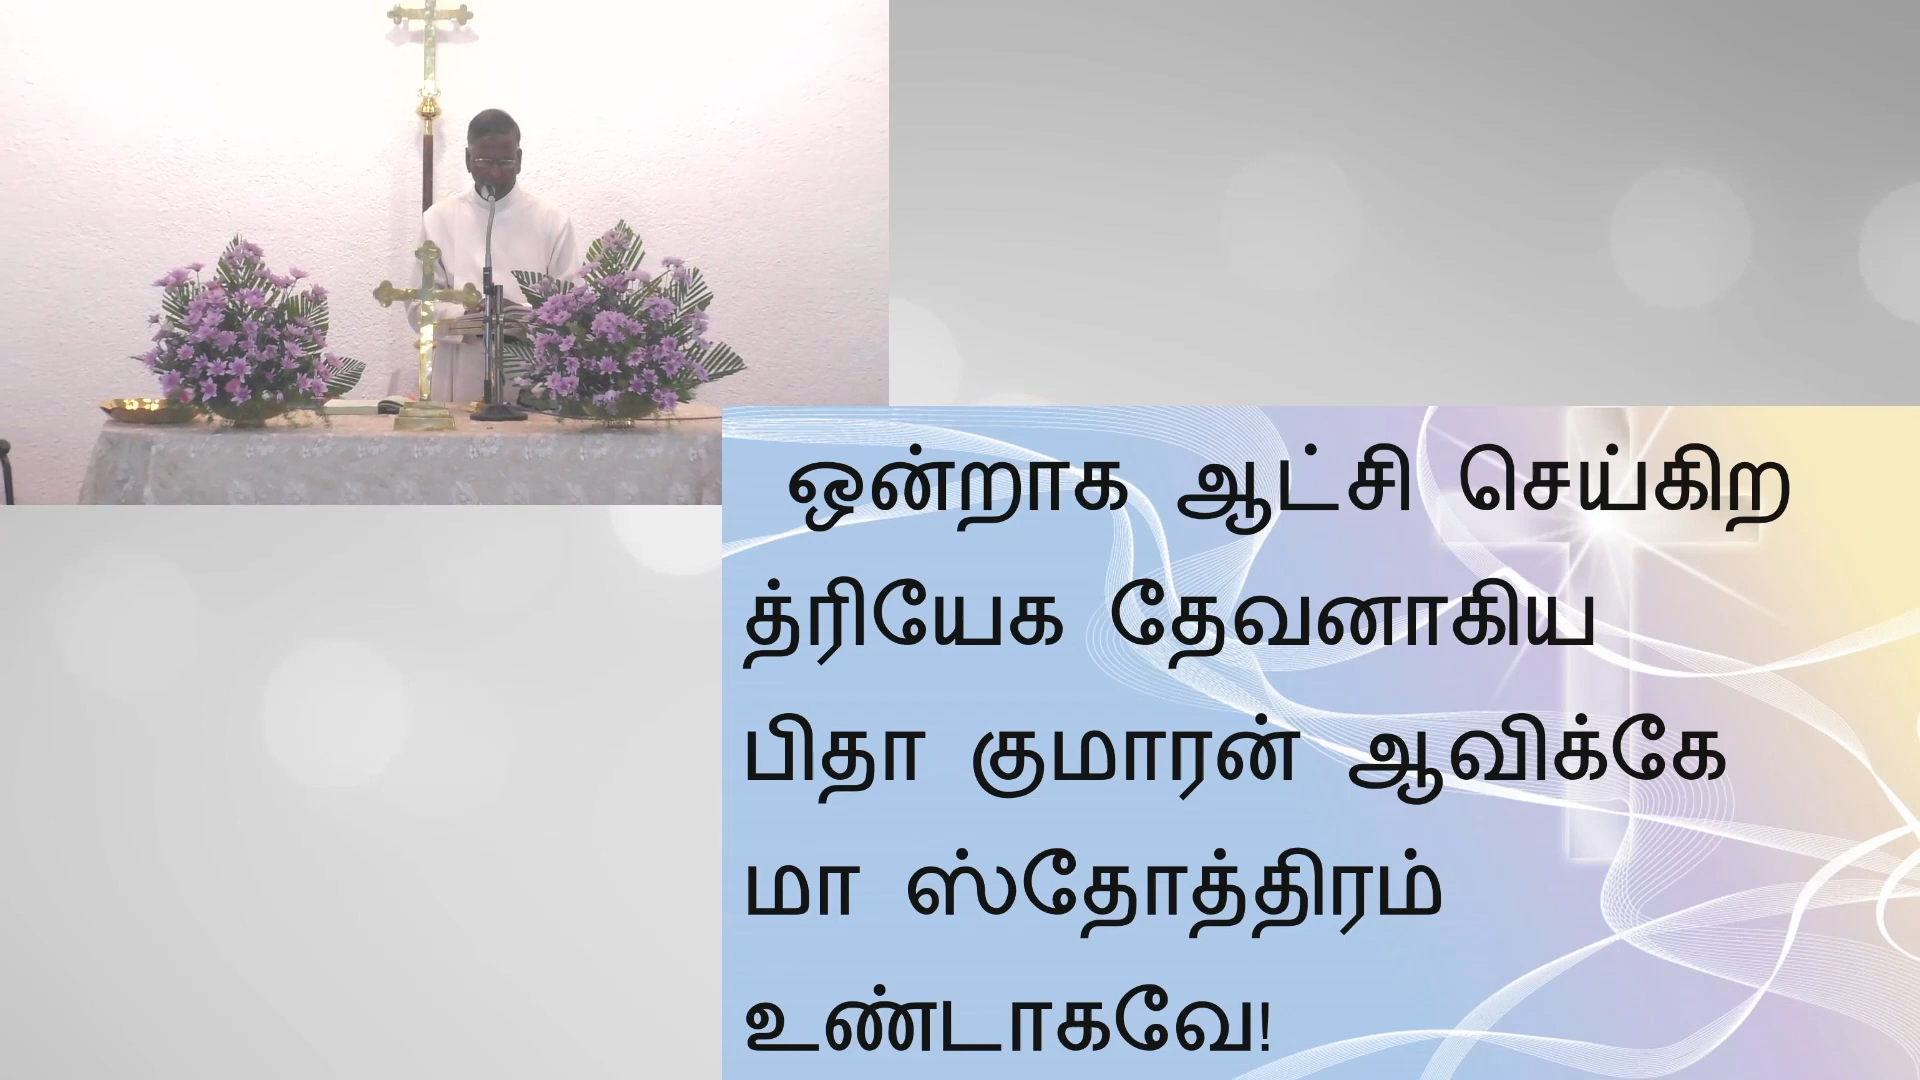 ஒன்றாக ஆட்சி செய்கிற
த்ரியேக தேவனாகிய
பிதா குமாரன் ஆவிக்கே
மா ஸ்தோத்திரம்
உண்டாகவே!